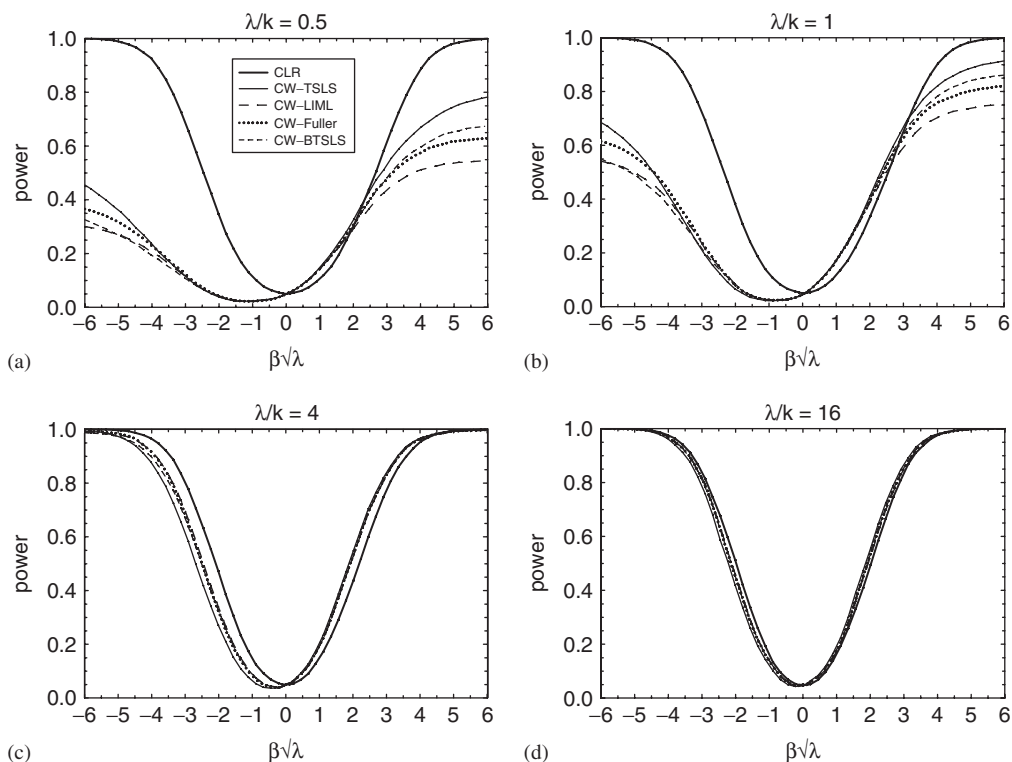 λ/k = 0.5
1.0
0.8
0.6
0.4
0.2
0.0
power
CLR
CW–TSLS
CW–LIML
CW–Fuller
CW–BTSLS
−6 −5 −4 −3 −2 −1 0 1 2 3 4 5 6
(a)
β√λ
λ/k = 1
1.0
0.8
0.6
0.4
0.2
0.0
power
−6 −5 −4 −3 −2 −1 0 1 2 3 4 5 6
(b)
β√λ
λ/k = 4
1.0
0.8
0.6
0.4
0.2
0.0
power
−6 −5 −4 −3 −2 −1 0 1 2 3 4 5 6
(c)
β√λ
λ/k = 16
1.0
0.8
0.6
0.4
0.2
0.0
power
−6 −5 −4 −3 −2 −1 0 1 2 3 4 5 6
(d)
β√λ